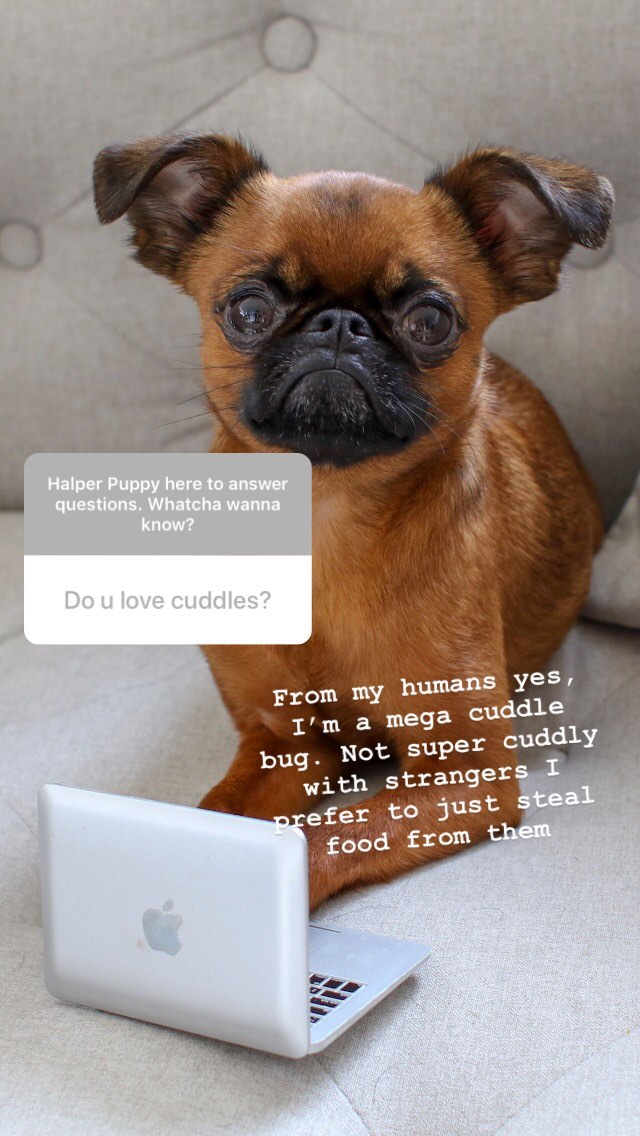 Halper Puppy here to answer
questions. Whatcha wanna
know?
Do u love cuddles?
From my humans yes,
I'm a mega cuddle
bug. Not super cuddly
with strangers I
prefer to just steal
food from them